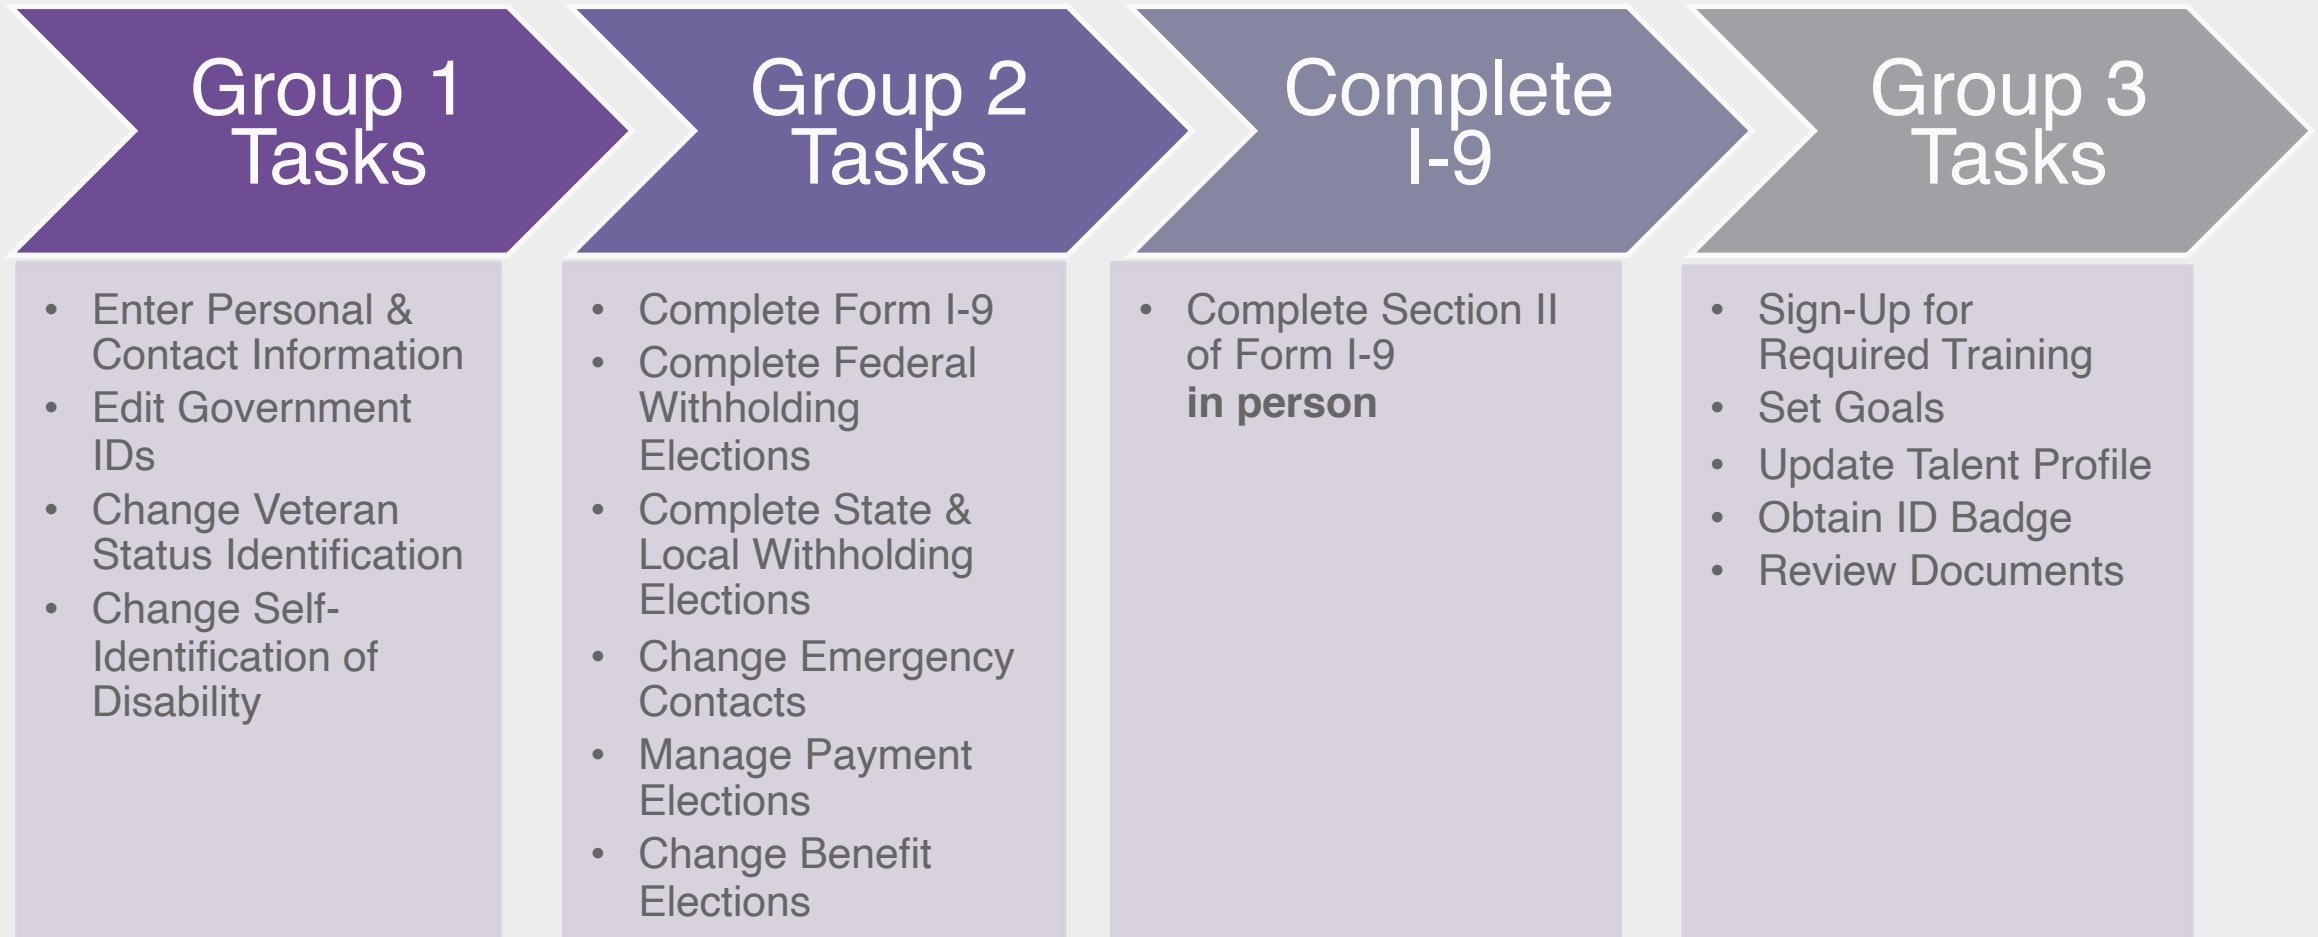 Group 1
Tasks
• Enter Personal &
Contact Information
• Edit Government
IDs
• Change Veteran
Status Identification
• Change Self-
Identification of
Disability
Group 2
Tasks
• Complete Form I-9
• Complete Federal
Withholding
Elections
• Complete State &
Local Withholding
Elections
• Change Emergency
Contacts
• Manage Payment
Elections
• Change Benefit
Elections
Complete
I-9
• Complete Section II
of Form I-9
in person
Group 3
Tasks
• Sign-Up for
Required Training
• Set Goals
• Update Talent Profile
• Obtain ID Badge
• Review Documents